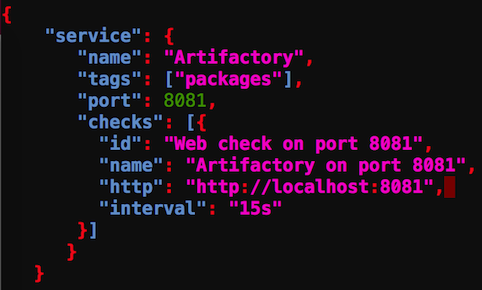 {
    "service": {
       "name": "Artifactory",
       "tags": ["packages"],
       "port": 8081,
       "checks": [{
         "id": "Web check on port 8081",
         "name": "Artifactory on port 8081",
         "http": "http://localhost:8081",
         "interval": "15s"
       }]
      }
   }